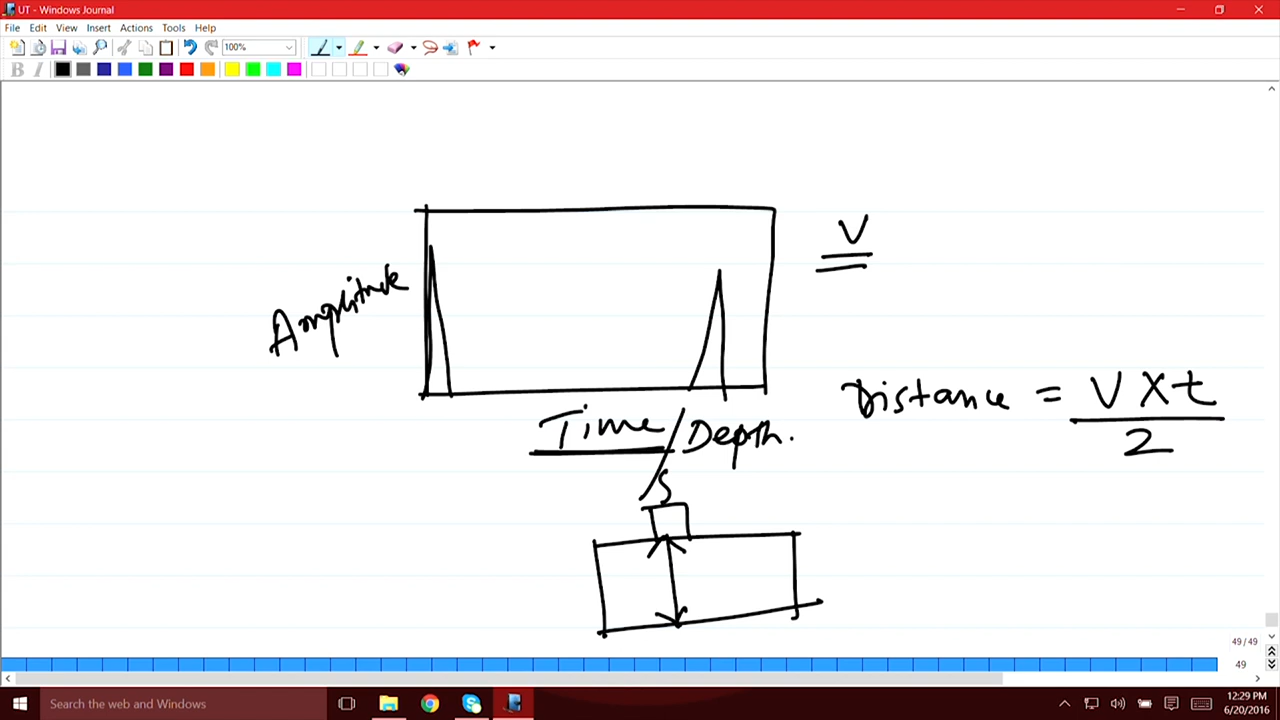 UT - Windows Journal
File Edit View Insert Actions Tools Help
100%
B I
V
Amplitude
Distance = V X t
2
Time / Depth.
S
49 / 49
49
Search the web and Windows
12:29 PM
6/20/2016